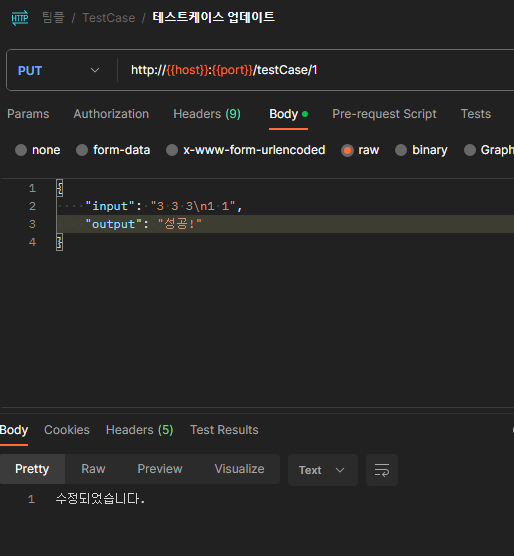 HTTP 팀플 / TestCase / 테스트케이스 업데이트
PUT http://{{host}}:{{port}}/testCase/1
Params Authorization Headers (9) Body Pre-request Script Tests
none form-data x-www-form-urlencoded raw binary Graph
1 {
2 "input": "3 3 3\n1 1",
3 "output": "성공!"
4 }
Body Cookies Headers (5) Test Results
Pretty Raw Preview Visualize Text
1 수정되었습니다.